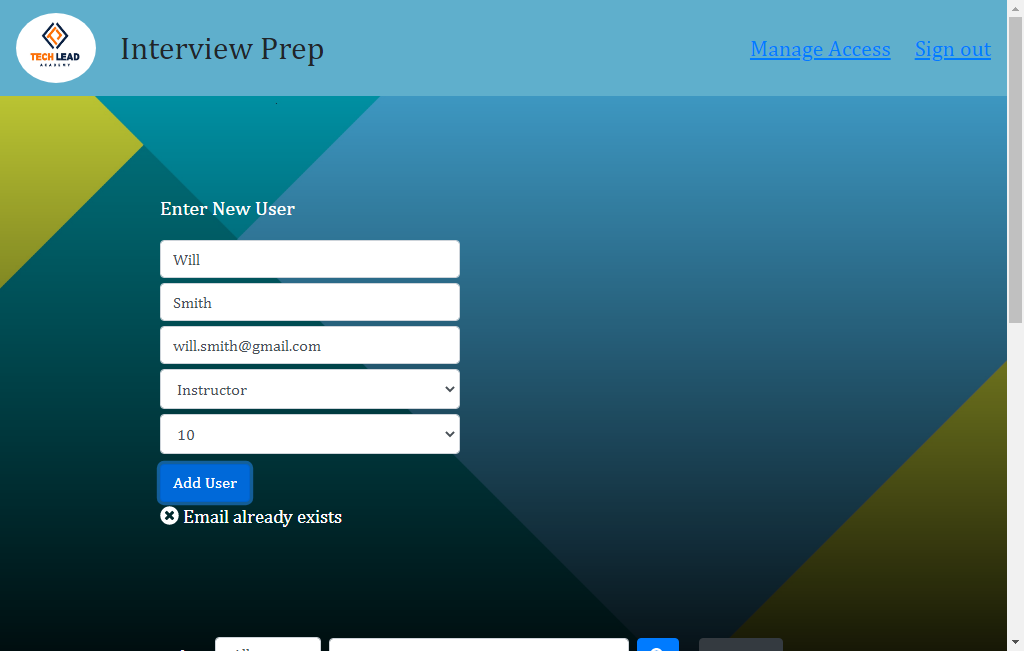 TECH LEAD
ACADEMY
Interview Prep
Manage Access
Sign out
Enter New User
Will
Smith
will.smith@gmail.com
Instructor
10
Add User
Email already exists